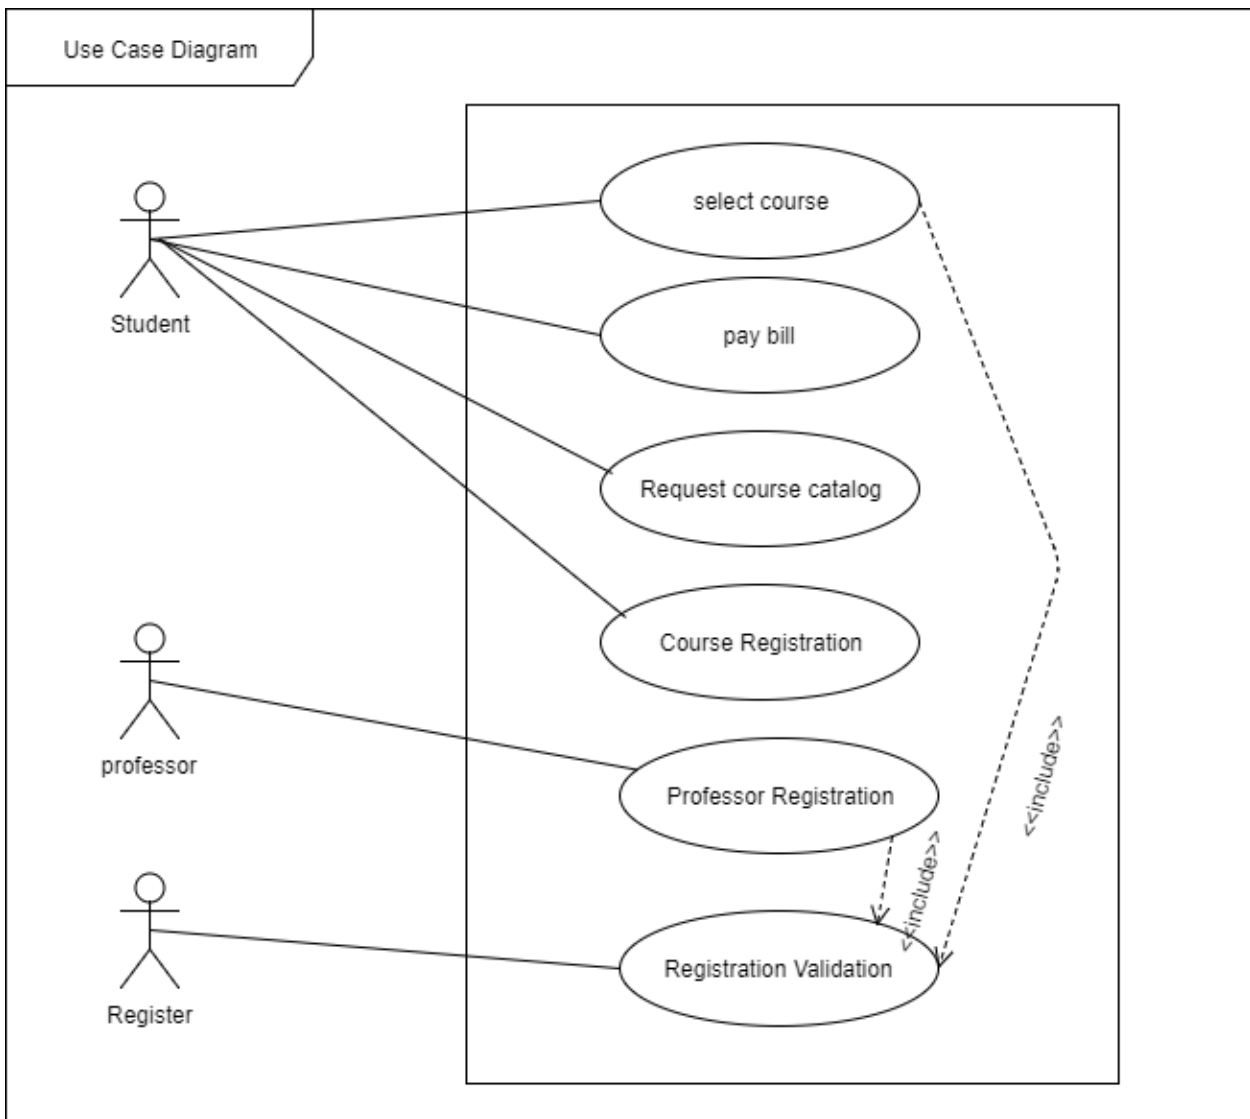 Use Case Diagram
select course
Student
pay bill
Request course catalog
Course Registration
professor
Professor Registration
<<include>>
<<include>>
Registration Validation
Register